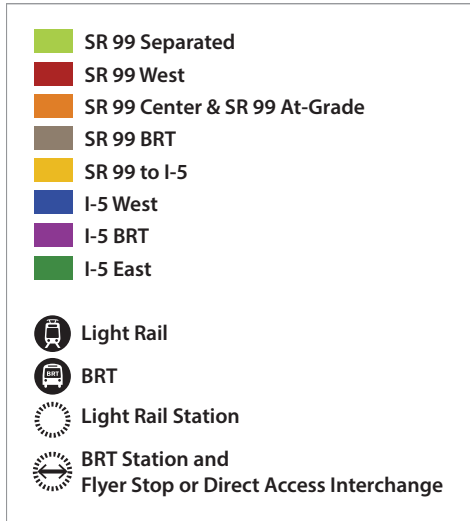 SR 99 Separated
SR 99 West
SR 99 Center & SR 99 At-Grade
SR 99 BRT
SR 99 to I-5
I-5 West
I-5 BRT
I-5 East
Light Rail
BRT
BRT
Light Rail Station
BRT Station and
Flyer Stop or Direct Access Interchange